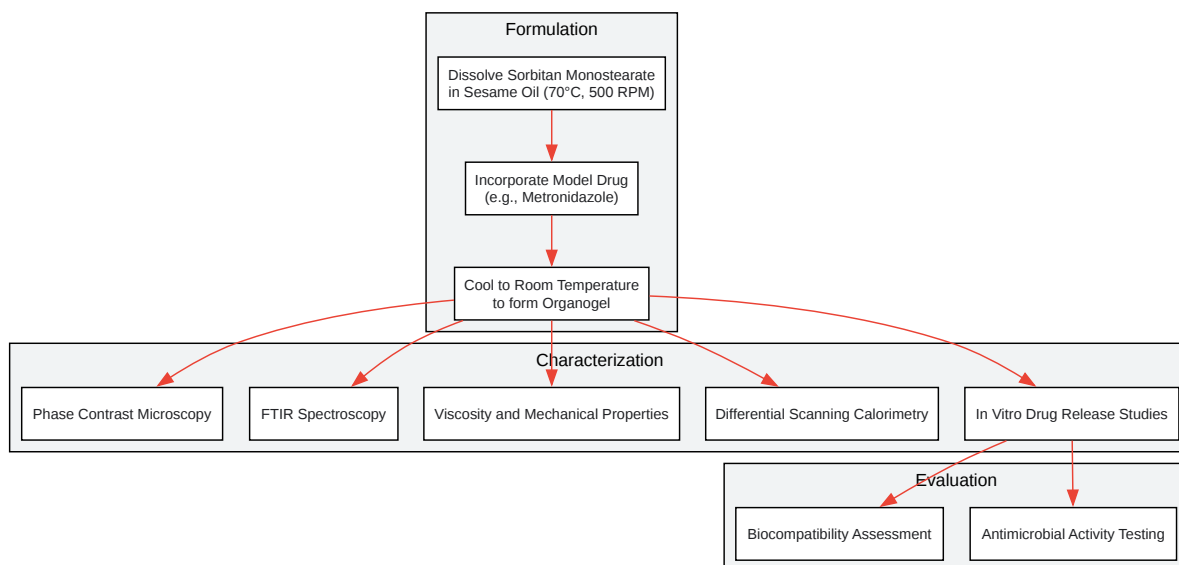 Formulation
Dissolve Sorbitan Monostearate
in Sesame Oil (70°C, 500 RPM)
Incorporate Model Drug
(e.g., Metronidazole)
Cool to Room Temperature
to form Organogel
Characterization
Phase Contrast Microscopy
FTIR Spectroscopy
Viscosity and Mechanical Properties
Differential Scanning Calorimetry
In Vitro Drug Release Studies
Evaluation
Biocompatibility Assessment
Antimicrobial Activity Testing